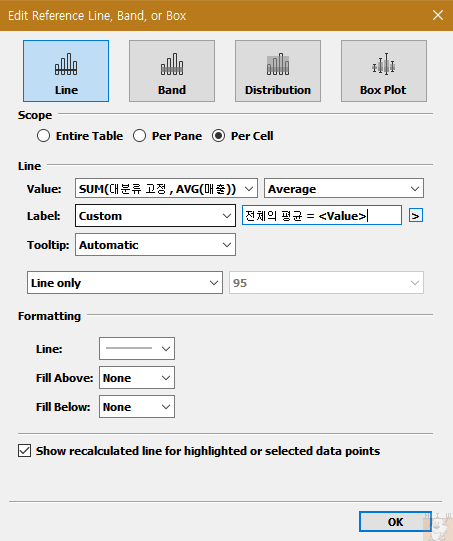 Edit Reference Line, Band, or Box
Line
Band
Distribution
Box Plot
Scope
Entire Table
Per Pane
Per Cell
Line
Value:
SUM(대분류 고정 , AVG(매출))
Average
Label:
Custom
전체의 평균 = <Value>
>
Tooltip:
Automatic
Line only
95
Formatting
Line:
Fill Above:
None
Fill Below:
None
Show recalculated line for highlighted or selected data points
OK